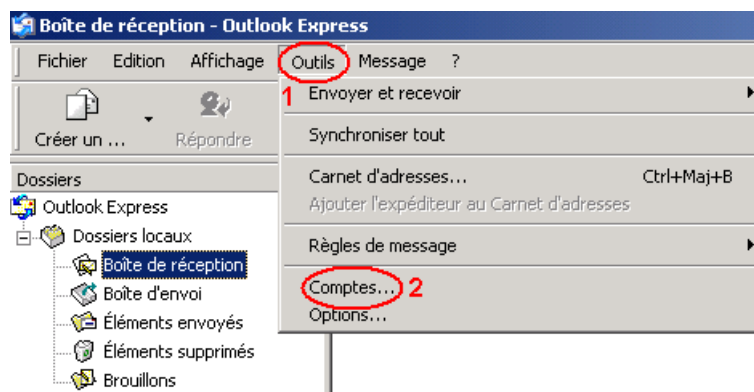 Boîte de réception - Outlook Express
Fichier Edition Affichage Outils Message ?
1
Envoyer et recevoir
Créer un ... Répondre
Synchroniser tout
Dossiers
Carnet d'adresses... Ctrl+Maj+B
Outlook Express
Ajouter l'expéditeur au Carnet d'adresses
Dossiers locaux
Règles de message
Boîte de réception
Comptes... 2
Boîte d'envoi
Options...
Éléments envoyés
Éléments supprimés
Brouillons